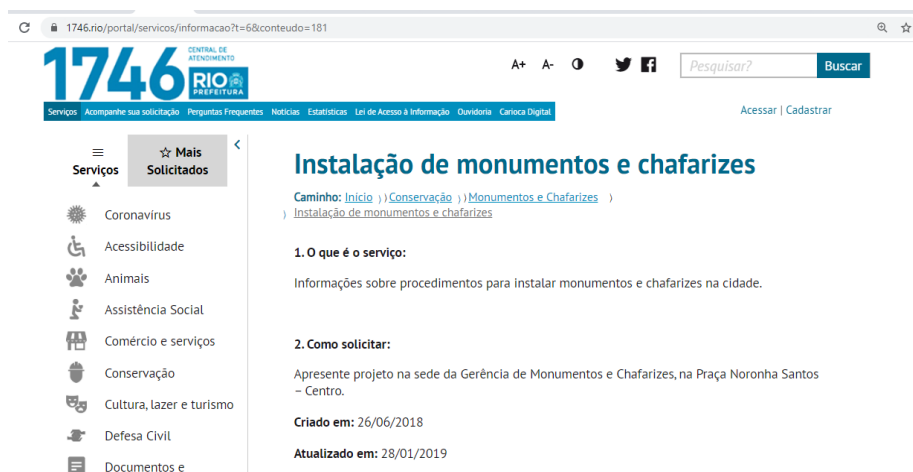 1746.rio/portal/servicos/informacao?t=6&conteudo=181
1746
CENTRAL DE
ATENDIMENTO
RIO
PREFEITURA
A+ A-
Pesquisar?
Buscar
Serviços Acompanhe sua solicitação Perguntas Frequentes Notícias Estatísticas Lei de Acesso à Informação Ouvidoria Carioca Digital
Acessar | Cadastrar
Serviços
Mais
Solicitados
Coronavírus
Acessibilidade
Animais
Assistência Social
Comércio e serviços
Conservação
Cultura, lazer e turismo
Defesa Civil
Documentos e
Instalação de monumentos e chafarizes
Caminho: Início ⟩⟩ Conservação ⟩⟩ Monumentos e Chafarizes ⟩
⟩ Instalação de monumentos e chafarizes
1. O que é o serviço:
Informações sobre procedimentos para instalar monumentos e chafarizes na cidade.
2. Como solicitar:
Apresente projeto na sede da Gerência de Monumentos e Chafarizes, na Praça Noronha Santos
– Centro.
Criado em: 26/06/2018
Atualizado em: 28/01/2019